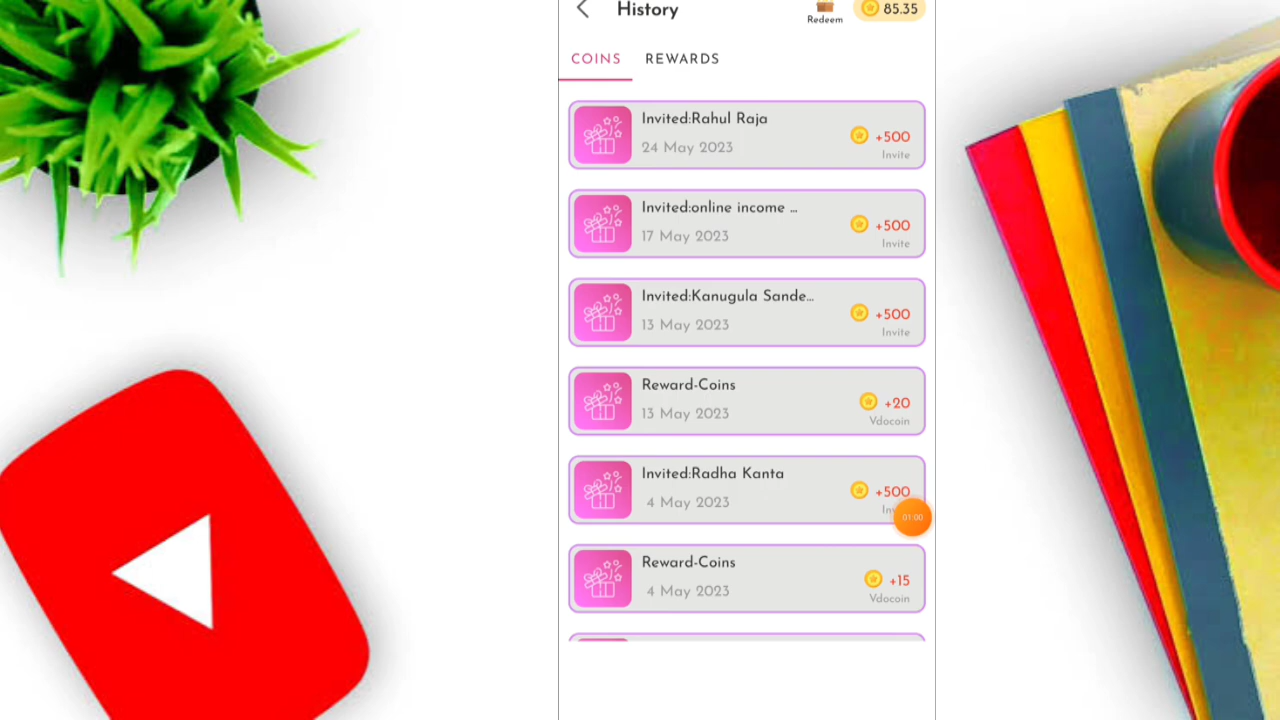 History
Redeem
85.35
COINS
REWARDS
Invited:Rahul Raja
24 May 2023
+500
Invite
Invited:online income ...
17 May 2023
+500
Invite
Invited:Kanugula Sande...
13 May 2023
+500
Invite
Reward-Coins
13 May 2023
+20
Vdocoin
Invited:Radha Kanta
4 May 2023
+500
01:00
Reward-Coins
4 May 2023
+15
Vdocoin